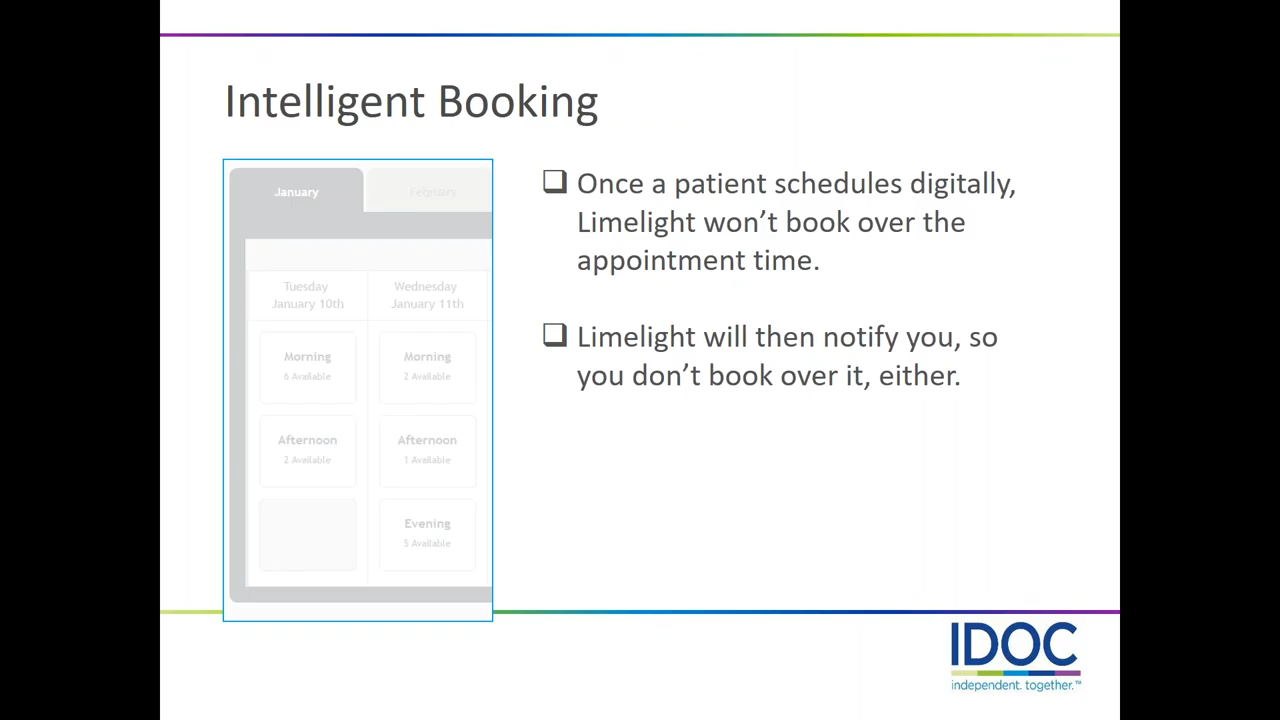 Intelligent Booking
January
February
Tuesday
January 10th
Wednesday
January 11th
Morning
6 Available
Morning
2 Available
Afternoon
2 Available
Afternoon
1 Available
Evening
5 Available
❑ Once a patient schedules digitally,
Limelight won’t book over the
appointment time.
❑ Limelight will then notify you, so
you don’t book over it, either.
IDOC
independent. together.™